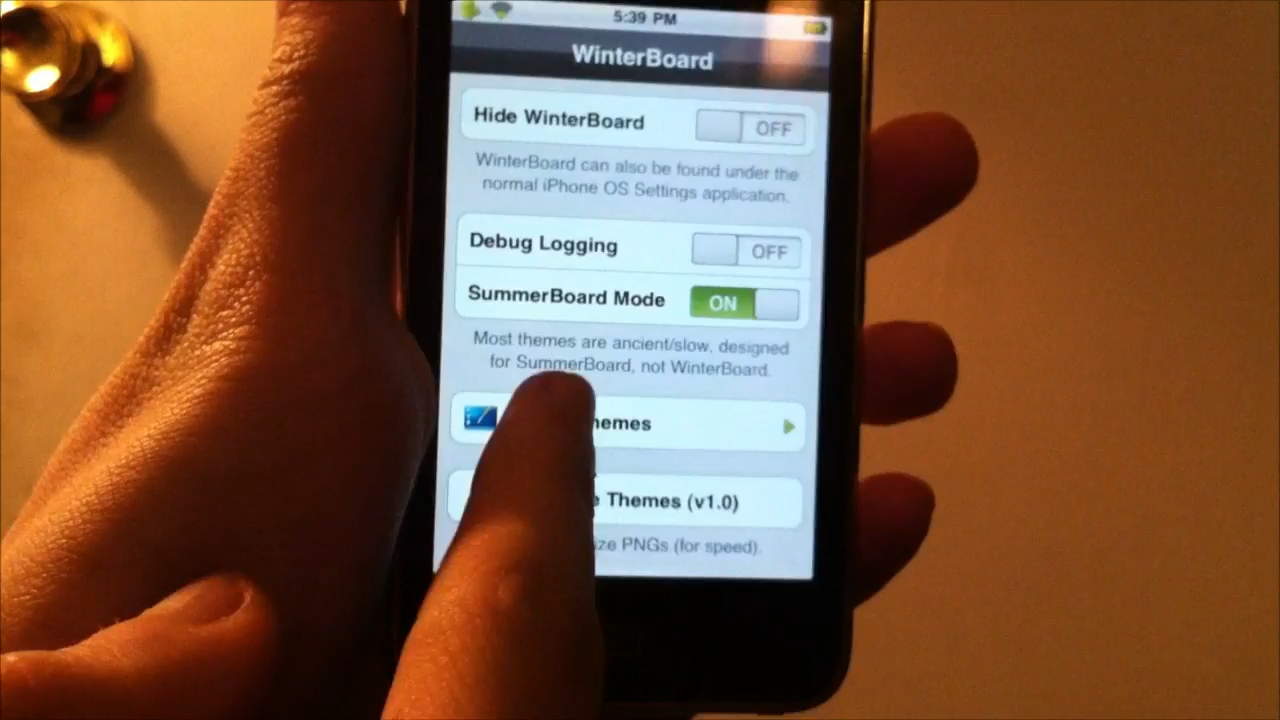 5:39 PM
WinterBoard
Hide WinterBoard OFF
WinterBoard can also be found under the
normal iPhone OS Settings application.
Debug Logging OFF
SummerBoard Mode ON
Most themes are ancient/slow, designed
for SummerBoard, not WinterBoard.
hemes
e Themes (v1.0)
ize PNGs (for speed).